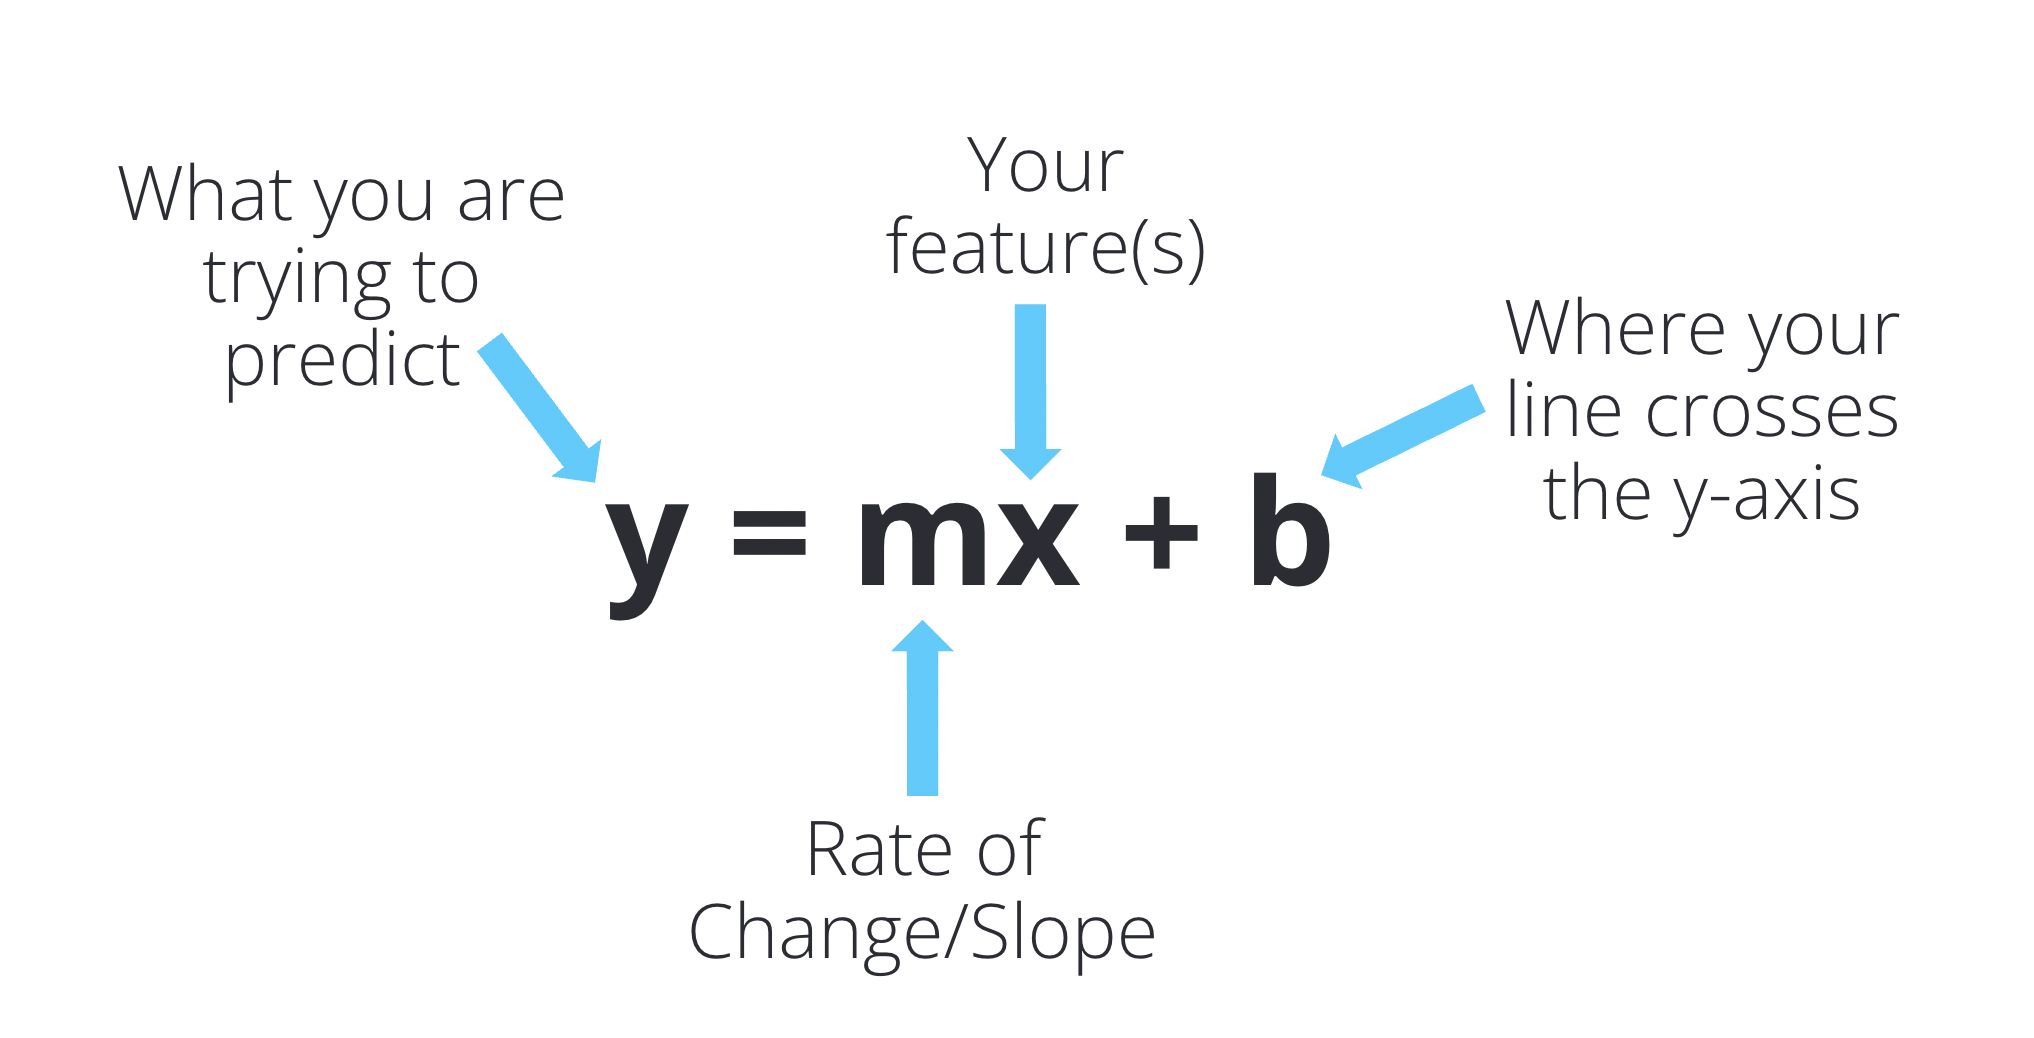 What you are
trying to
predict
Your
feature(s)
Where your
line crosses
the y-axis
y = mx + b
Rate of
Change/Slope